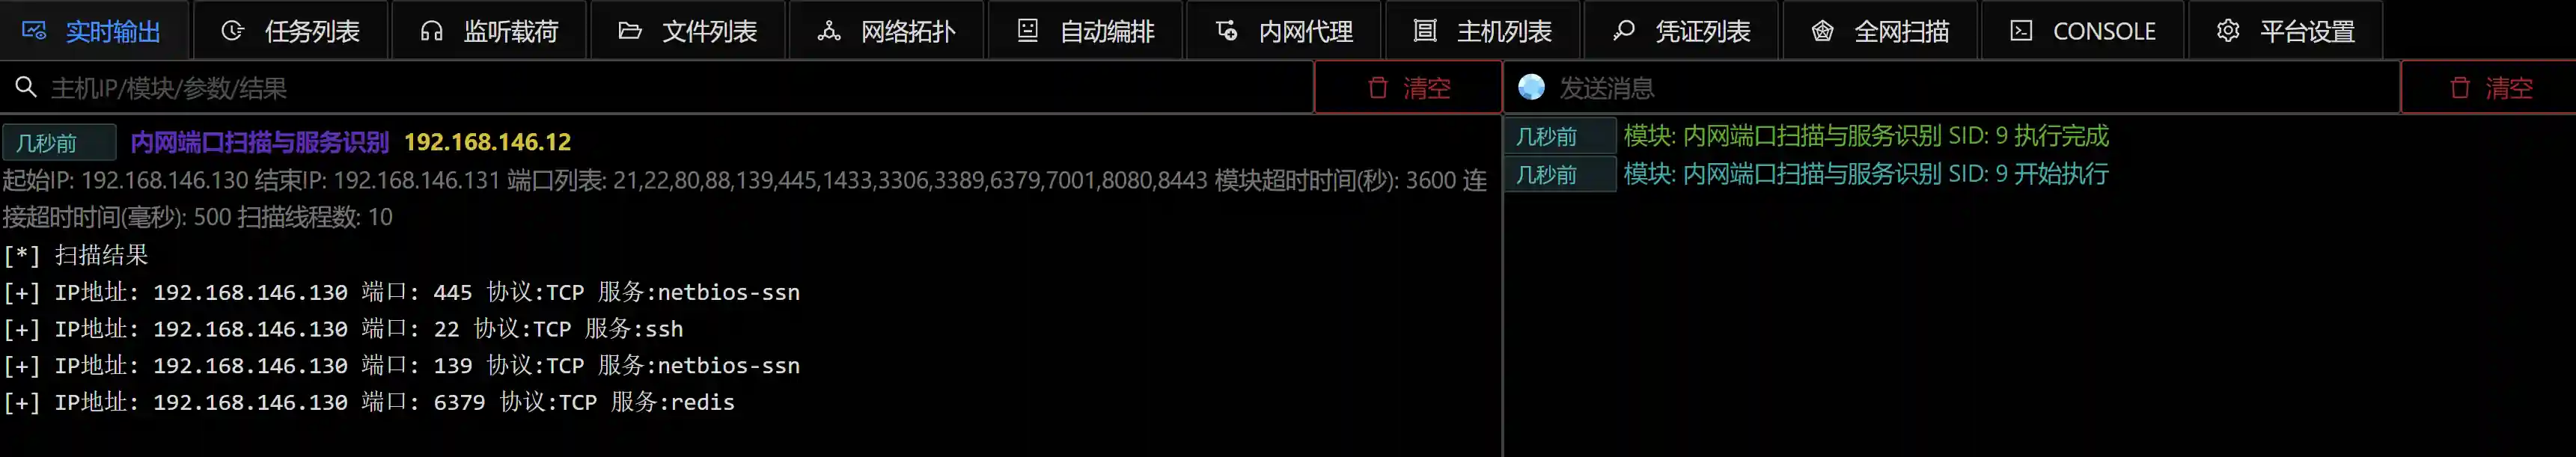 实时输出 任务列表 监听载荷 文件列表 网络拓扑 自动编排 内网代理 主机列表 凭证列表 全网扫描 CONSOLE 平台设置
主机IP/模块/参数/结果 清空
几秒前 内网端口扫描与服务识别 192.168.146.12
起始IP: 192.168.146.130 结束IP: 192.168.146.131 端口列表: 21,22,80,88,139,445,1433,3306,3389,6379,7001,8080,8443 模块超时时间(秒): 3600 连
接超时时间(毫秒): 500 扫描线程数: 10
[*] 扫描结果
[+] IP地址: 192.168.146.130 端口: 445 协议:TCP 服务:netbios-ssn
[+] IP地址: 192.168.146.130 端口: 22 协议:TCP 服务:ssh
[+] IP地址: 192.168.146.130 端口: 139 协议:TCP 服务:netbios-ssn
[+] IP地址: 192.168.146.130 端口: 6379 协议:TCP 服务:redis
发送消息 清空
几秒前 模块: 内网端口扫描与服务识别 SID: 9 执行完成
几秒前 模块: 内网端口扫描与服务识别 SID: 9 开始执行